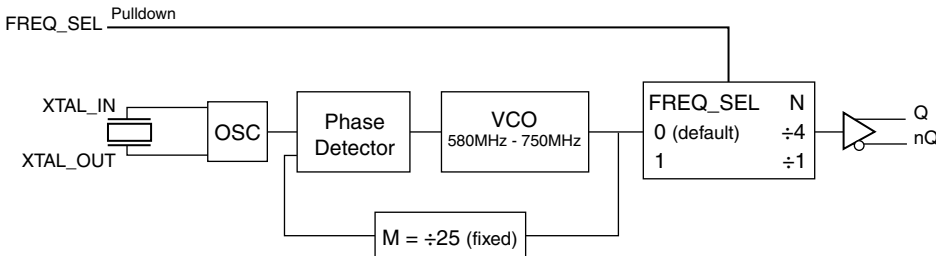 FREQ_SEL
Pulldown
XTAL_IN
XTAL_OUT
OSC
Phase
Detector
VCO
580MHz - 750MHz
FREQ_SEL N
0 (default) ÷4
1 ÷1
Q
nQ
M = ÷25 (fixed)